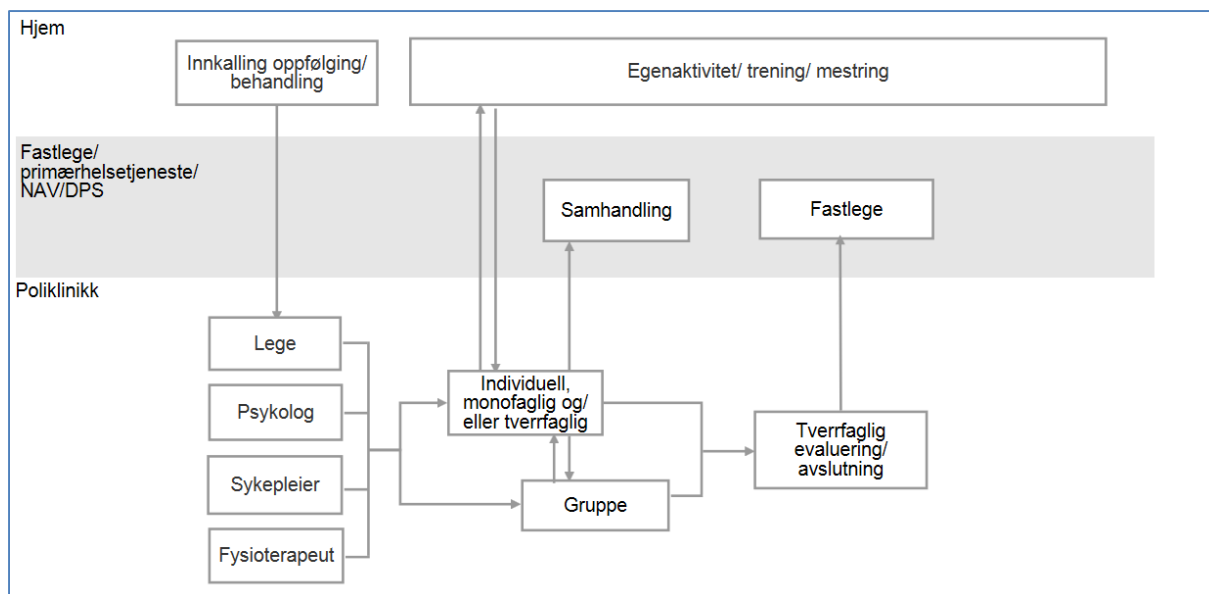 Hjem
Innkalling oppfølging/
behandling
Egenaktivitet/ trening/ mestring
Fastlege/
primærhelsetjeneste/
NAV/DPS
Samhandling
Fastlege
Poliklinikk
Lege
Psykolog
Sykepleier
Fysioterapeut
Individuell,
monofaglig og/
eller tverrfaglig
Gruppe
Tverrfaglig
evaluering/
avslutning